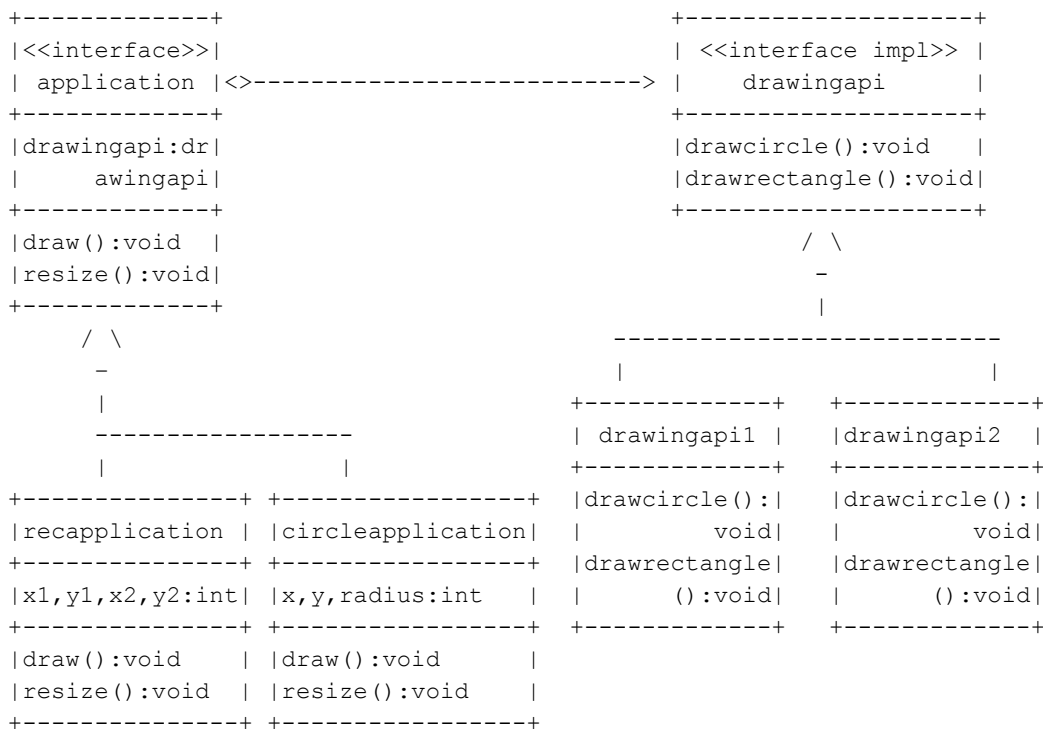 <<interface>>
application
drawingapi:dr
awingapi
draw():void
resize():void
<<interface impl>>
drawingapi
drawcircle():void
drawrectangle():void
recapplication
x1,y1,x2,y2:int
draw():void
resize():void
circleapplication
x,y,radius:int
draw():void
resize():void
drawingapi1
drawcircle():
void
drawrectangle
():void
drawingapi2
drawcircle():
void
drawrectangle
():void